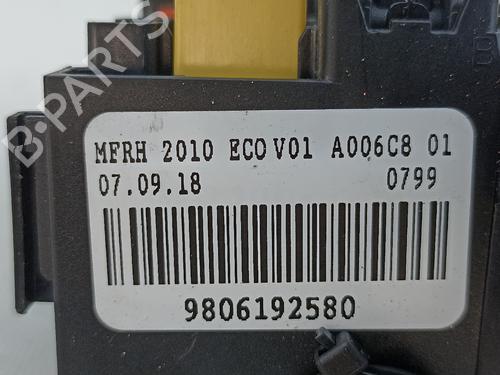 MFRH 2010 ECO V01 A006C8 01
07.09.18 0799
9806192580
B-PARTS